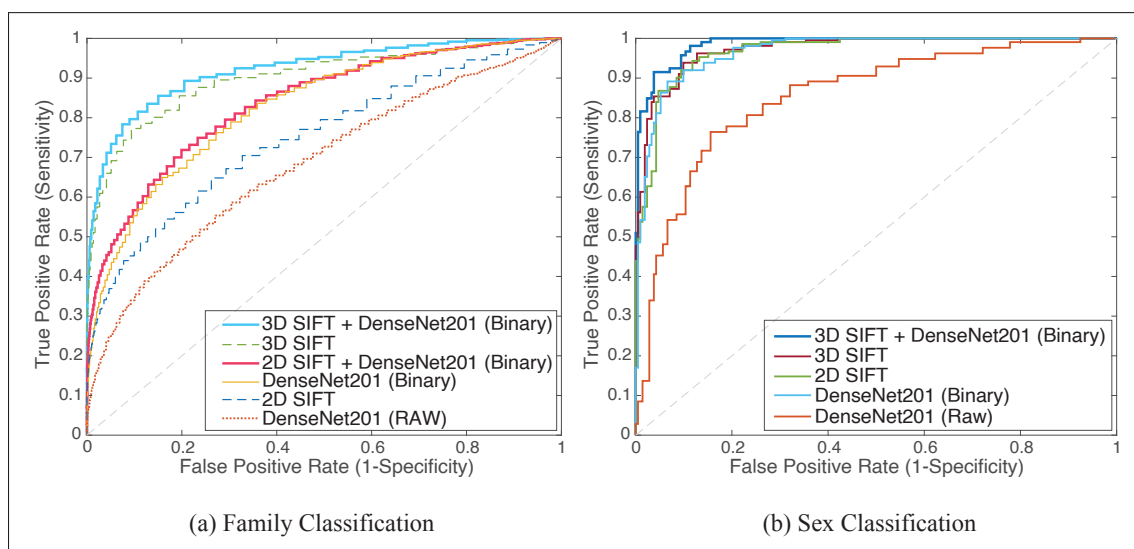 1
0.9
0.8
0.7
0.6
0.5
0.4
0.3
0.2
0.1
0
True Positive Rate (Sensitivity)
3D SIFT + DenseNet201 (Binary)
3D SIFT
2D SIFT + DenseNet201 (Binary)
DenseNet201 (Binary)
2D SIFT
DenseNet201 (RAW)
0 0.2 0.4 0.6 0.8 1
False Positive Rate (1-Specificity)
(a) Family Classification
1
0.9
0.8
0.7
0.6
0.5
0.4
0.3
0.2
0.1
0
True Positive Rate (Sensitivity)
3D SIFT + DenseNet201 (Binary)
3D SIFT
2D SIFT
DenseNet201 (Binary)
DenseNet201 (Raw)
0 0.2 0.4 0.6 0.8 1
False Positive Rate (1-Specificity)
(b) Sex Classification